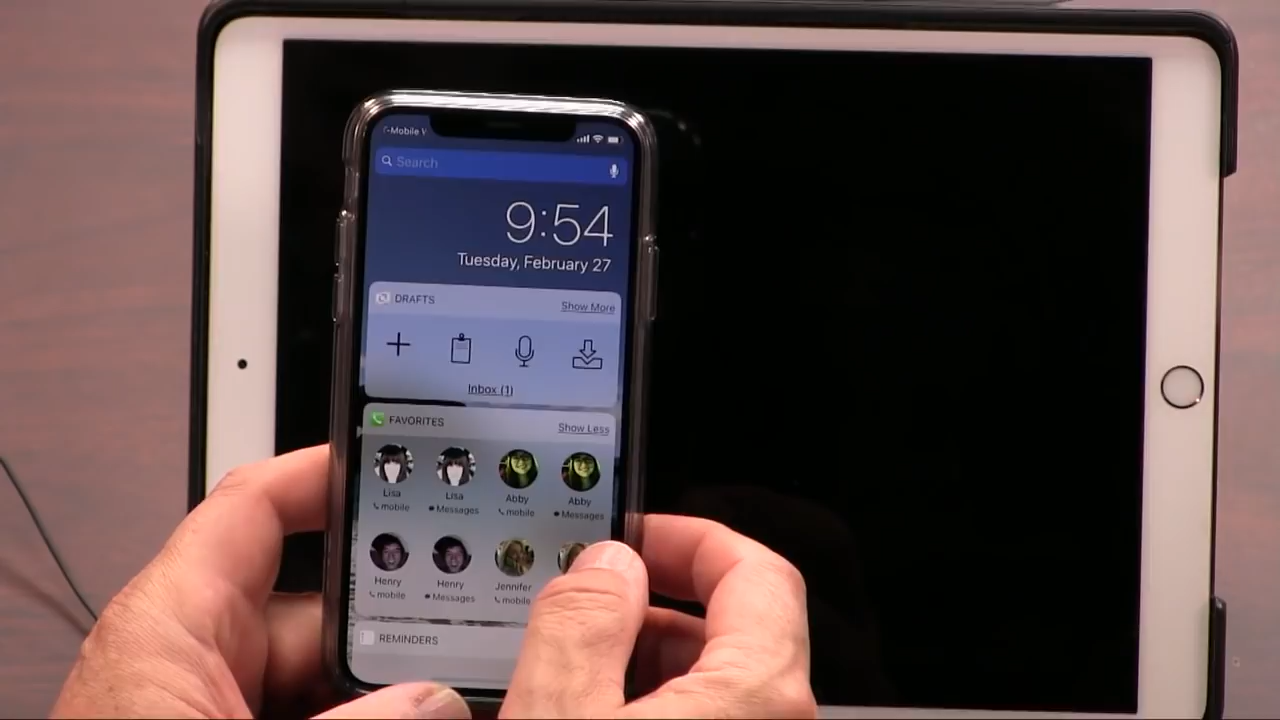 -Mobile
Search
9:54
Tuesday, February 27
DRAFTS
Show More
Inbox (1)
FAVORITES
Show Less
Lisa
Lisa
Abby
Abby
mobile
Messages
mobile
Messages
Henry
Henry
Jennifer
mobile
Messages
mobile
REMINDERS